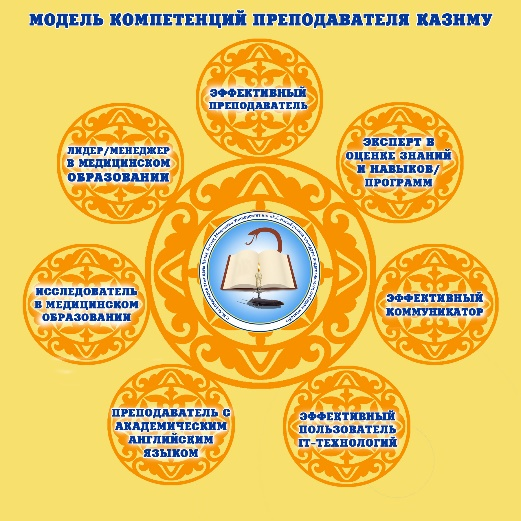 МОДЕЛЬ КОМПЕТЕНЦИЙ ПРЕПОДАВАТЕЛЯ КАЗНМУ
ЭФФЕКТИВНЫЙ
ПРЕПОДАВАТЕЛЬ
ЛИДЕР/МЕНЕДЖЕР
В МЕДИЦИНСКОМ
ОБРАЗОВАНИИ
ЭКСПЕРТ В
ОЦЕНКЕ ЗНАНИЙ
И НАВЫКОВ/
ПРОГРАММ
ИССЛЕДОВАТЕЛЬ
В МЕДИЦИНСКОМ
ОБРАЗОВАНИИ
ЭФФЕКТИВНЫЙ
КОММУНИКАТОР
ПРЕПОДАВАТЕЛЬ С
АКАДЕМИЧЕСКИМ
АНГЛИЙСКИМ
ЯЗЫКОМ
ЭФФЕКТИВНЫЙ
ПОЛЬЗОВАТЕЛЬ
IT-ТЕХНОЛОГИЙ